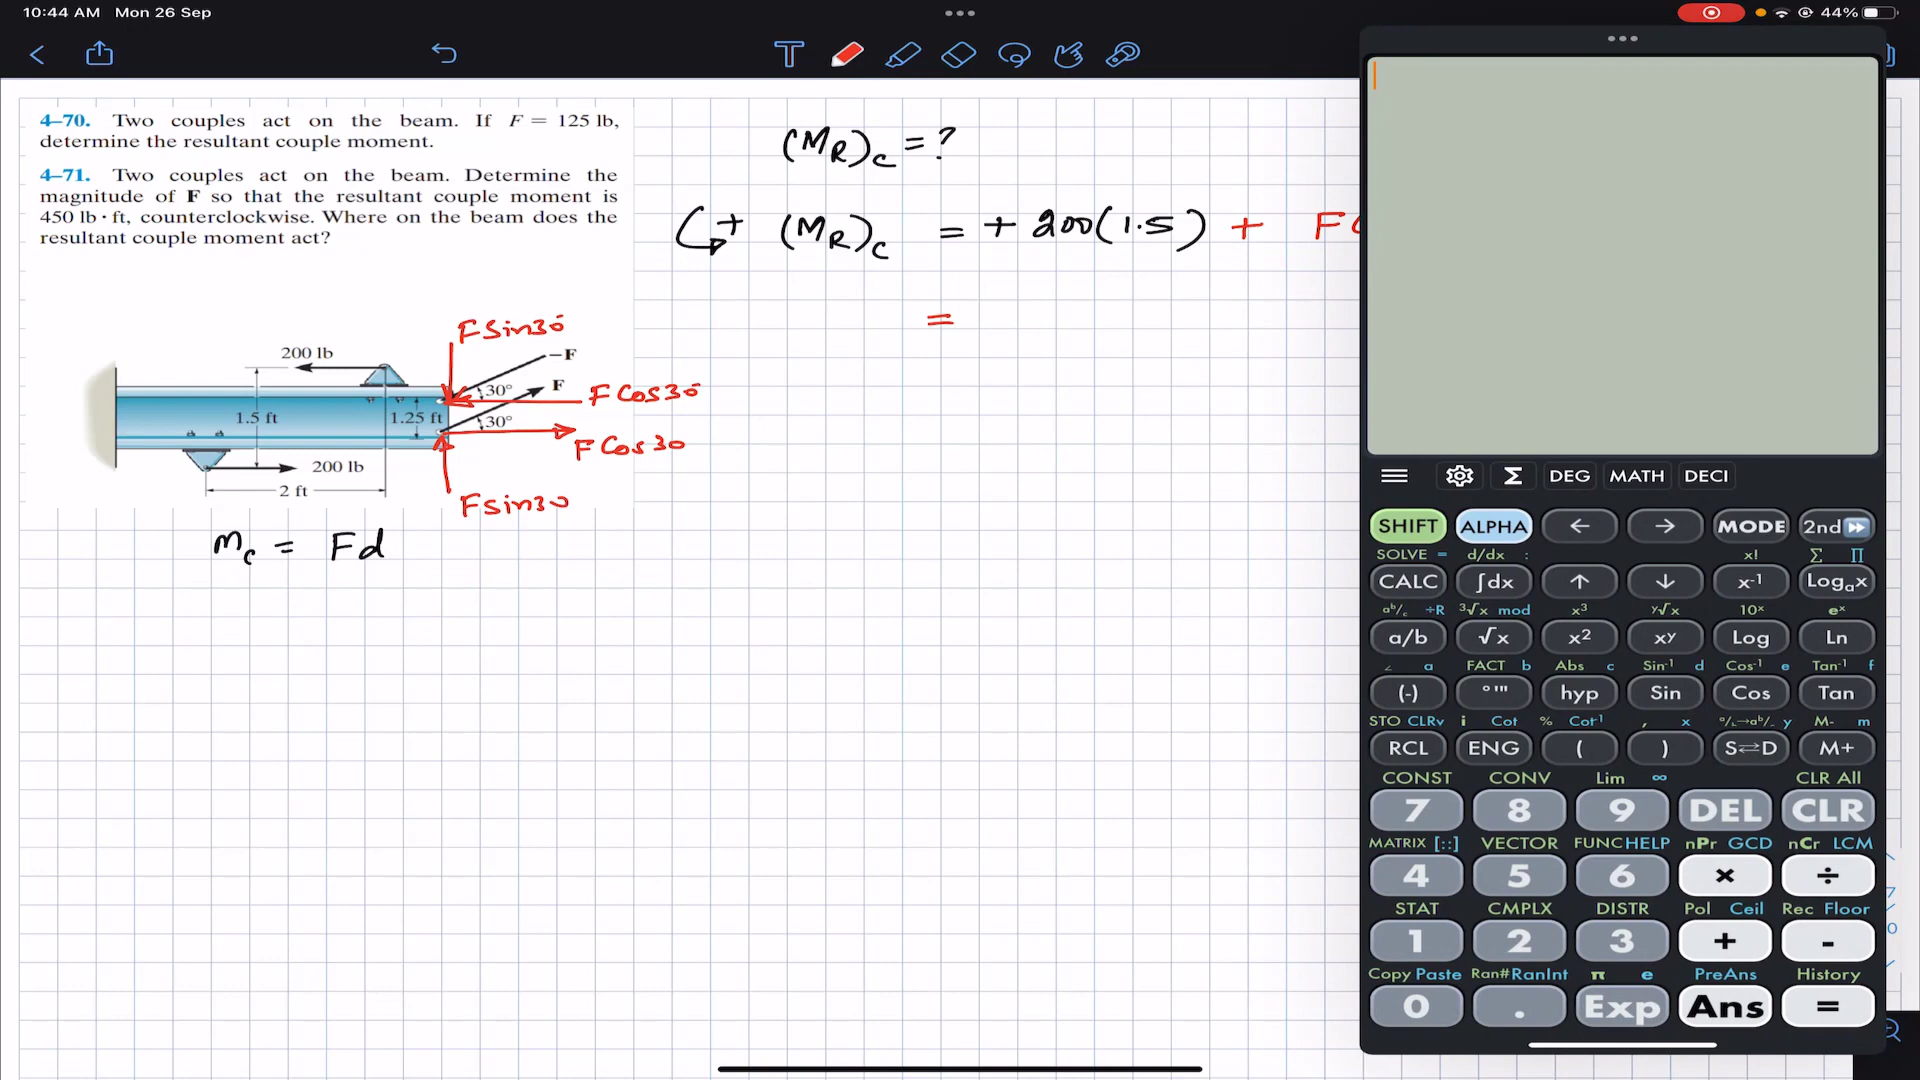 10:44 AM Mon 26 Sep
44%
4–70. Two couples act on the beam. If F = 125 lb,
determine the resultant couple moment.
4–71. Two couples act on the beam. Determine the
magnitude of F so that the resultant couple moment is
450 lb · ft, counterclockwise. Where on the beam does the
resultant couple moment act?
(MR)c = ?
+ (MR)c = + 200(1.5) + F
=
F Sin30
200 lb
–F
30°
F
F Cos30
1.5 ft
1.25 ft
30°
F Cos30
200 lb
2 ft
F sin30
Mc = Fd
DEG MATH DECI
SHIFT ALPHA ← → MODE 2nd
SOLVE = d/dx : x! Σ Π
CALC ∫dx ↑ ↓ x-1 Logax
ab/c ÷R 3√x mod x3 y√x 10x ex
a/b √x x2 xy Log Ln
∠ a FACT b Abs c Sin-1 d Cos-1 e Tan-1 f
(-) °''' hyp Sin Cos Tan
STO CLRv i Cot % Cot-1 , x a/b→ab/c y M- m
RCL ENG ( ) S⇄D M+
CONST CONV Lim ∞ CLR All
7 8 9 DEL CLR
MATRIX [::] VECTOR FUNC HELP nPr GCD nCr LCM
4 5 6 × ÷
STAT CMPLX DISTR Pol Ceil Rec Floor
1 2 3 + -
Copy Paste Ran# RanInt π e PreAns History
0 . Exp Ans =